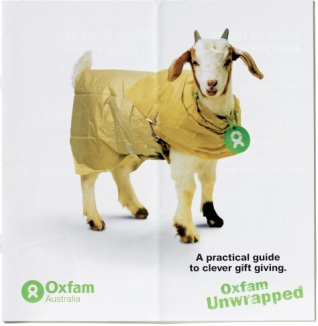 A practical guide
to clever gift giving.
Oxfam
Australia
Oxfam
Unwrapped